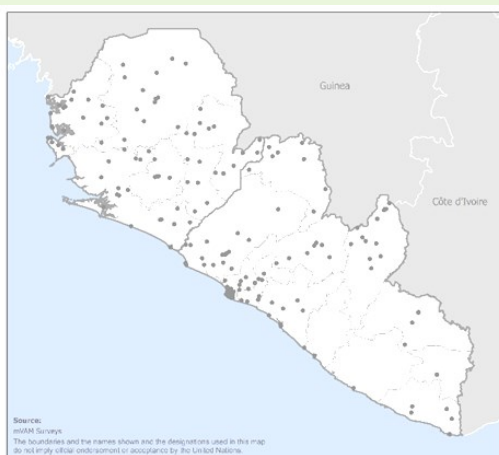 Guinea
Côte d'Ivoire
Source:
mVAM Surveys
The boundaries and the names shown and the designations used in this map
do not imply official endorsement or acceptance by the United Nations.